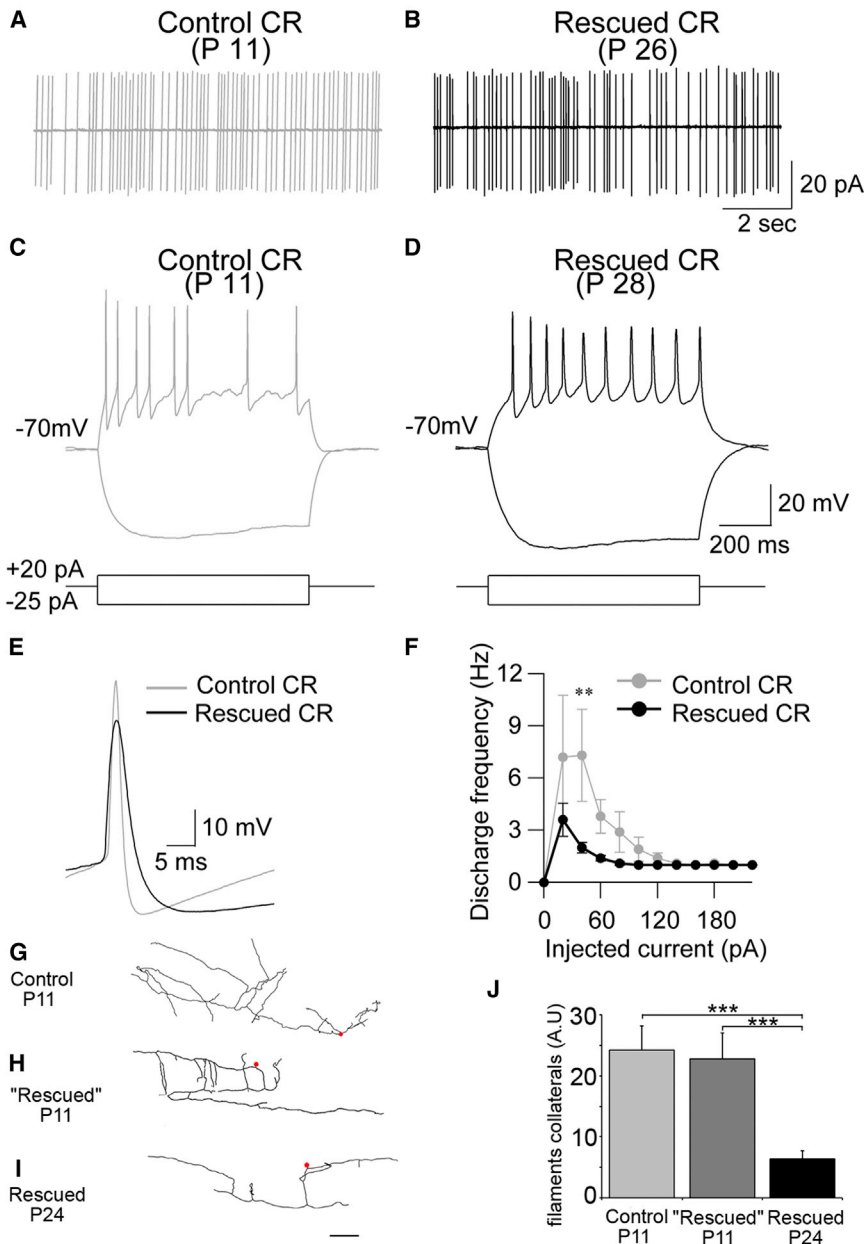 A
Control CR
(P 11)
B
Rescued CR
(P 26)
20 pA
2 sec
C
Control CR
(P 11)
-70mV
+20 pA
-25 pA
D
Rescued CR
(P 28)
-70mV
20 mV
200 ms
E
Control CR
Rescued CR
10 mV
5 ms
F
Discharge frequency (Hz)
12
9
6
3
0
**
Control CR
Rescued CR
0 60 120 180
Injected current (pA)
G
Control
P11
H
"Rescued"
P11
I
Rescued
P24
J
filaments collaterals (A.U)
30
20
10
0
***
***
Control
P11
"Rescued"
P11
Rescued
P24